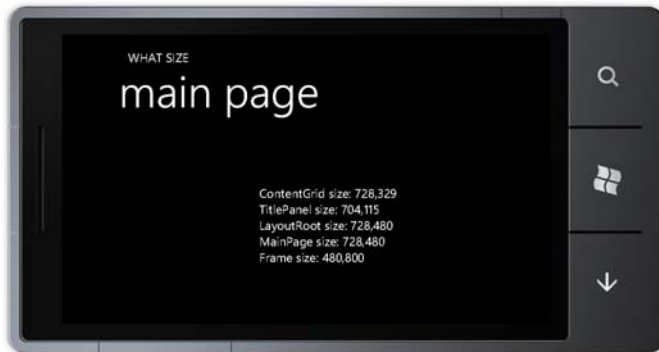 WHAT SIZE
main page
ContentGrid size: 728,329
TitlePanel size: 704,115
LayoutRoot size: 728,480
MainPage size: 728,480
Frame size: 480,800